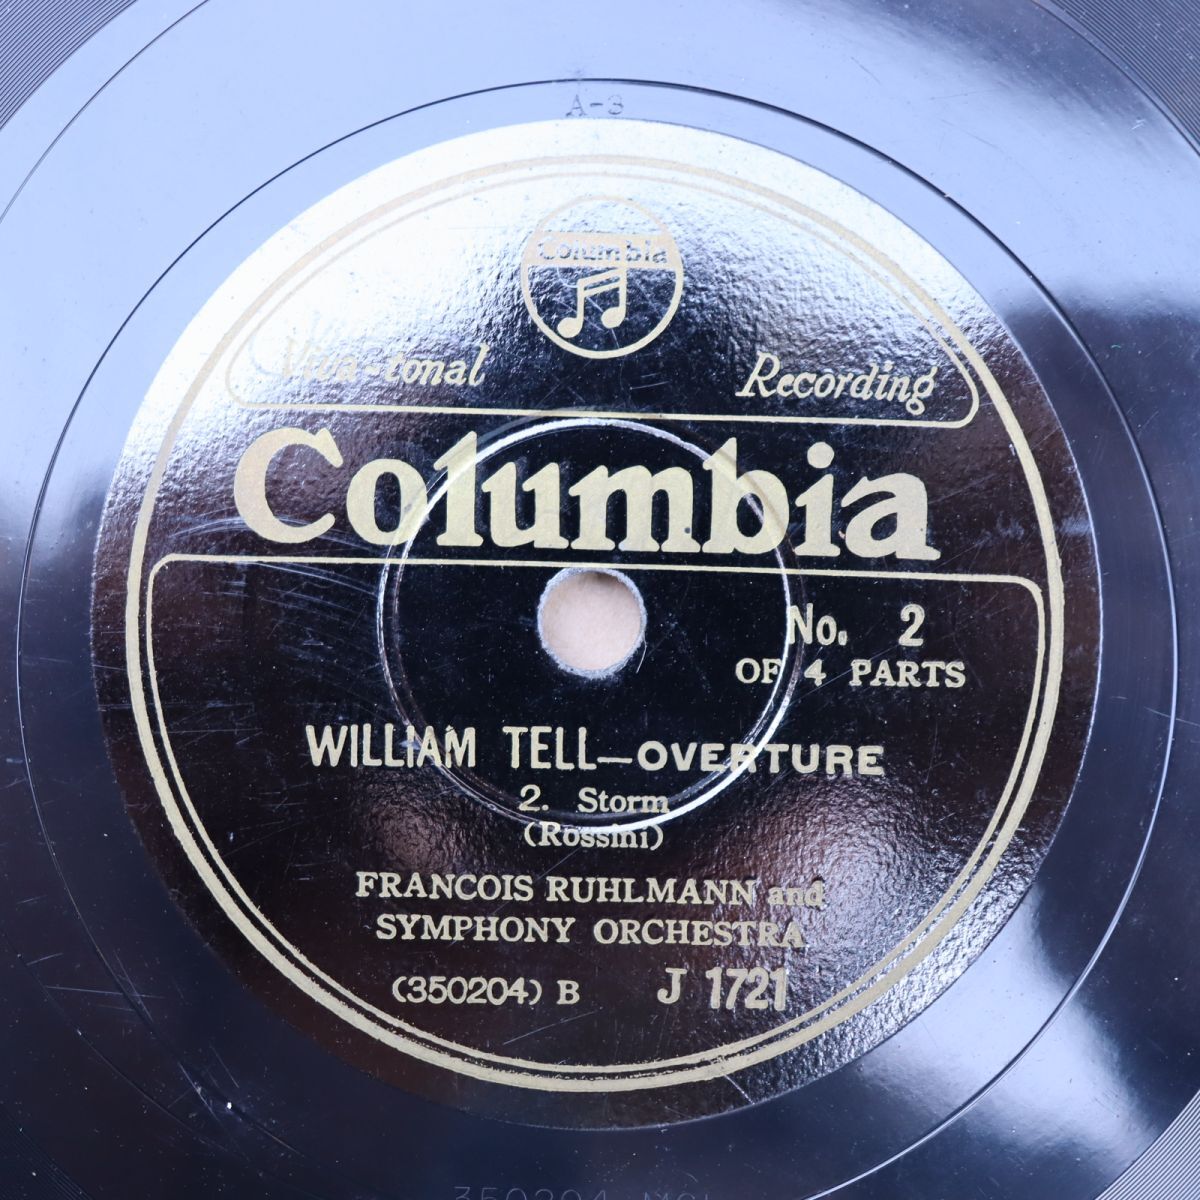 A-3
Columbia
Viva-tonal Recording
Columbia
No. 2
OF 4 PARTS
WILLIAM TELL—OVERTURE
2. Storm
(Rossini)
FRANCOIS RUHLMANN and
SYMPHONY ORCHESTRA
(350204) B J 1721
350204